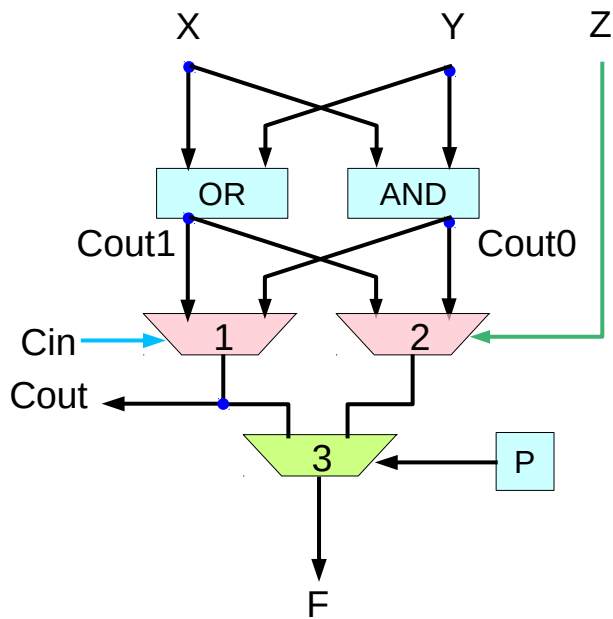 X Y Z
OR AND
Cout1 Cout0
Cin 1 2
Cout
3 P
F